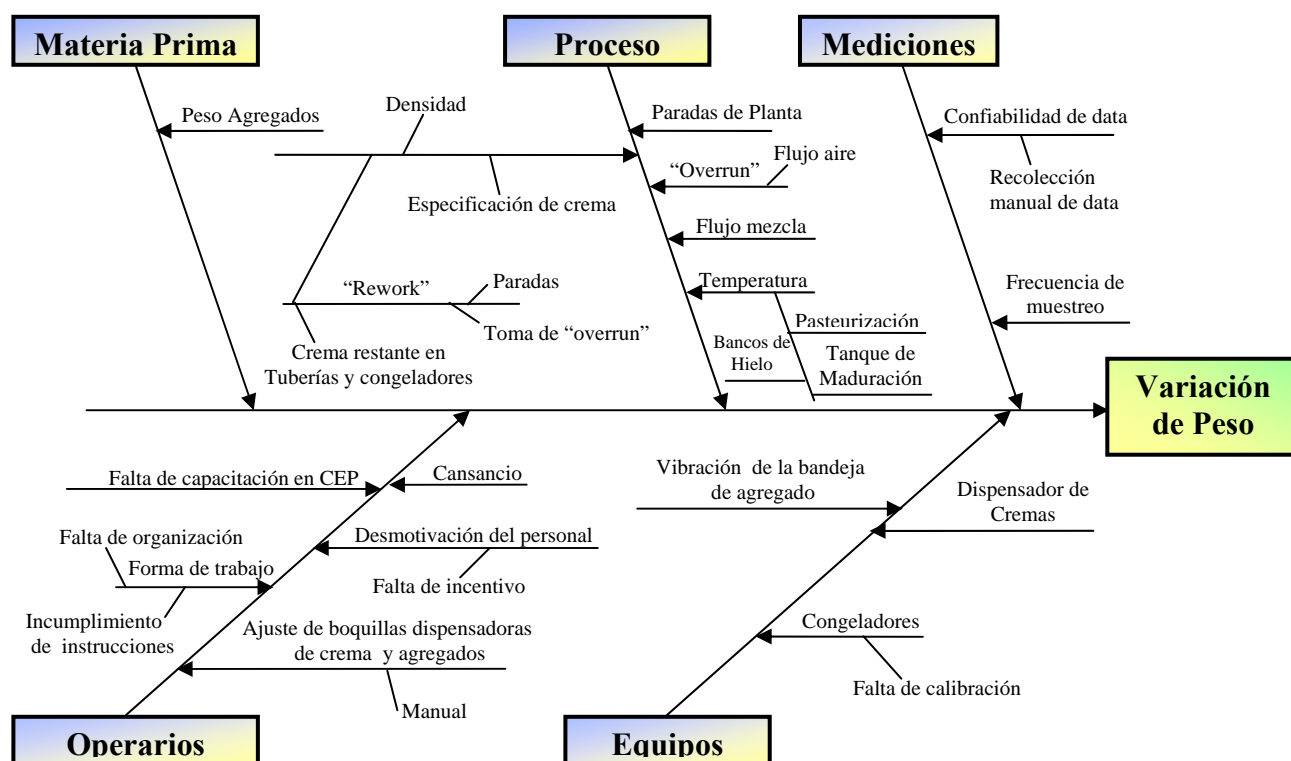 Materia Prima
Proceso
Mediciones
Peso Agregados
Densidad
Especificación de crema
“Rework”
Paradas
Toma de “overrun”
Crema restante en
Tuberías y congeladores
Paradas de Planta
“Overrun”
Flujo aire
Flujo mezcla
Temperatura
Pasteurización
Bancos de
Hielo
Tanque de
Maduración
Confiabilidad de data
Recolección
manual de data
Frecuencia de
muestreo
Variación
de Peso
Falta de capacitación en CEP
Cansancio
Falta de organización
Forma de trabajo
Incumplimiento
de instrucciones
Desmotivación del personal
Falta de incentivo
Ajuste de boquillas dispensadoras
de crema y agregados
Manual
Vibración de la bandeja
de agregado
Dispensador de
Cremas
Congeladores
Falta de calibración
Operarios
Equipos